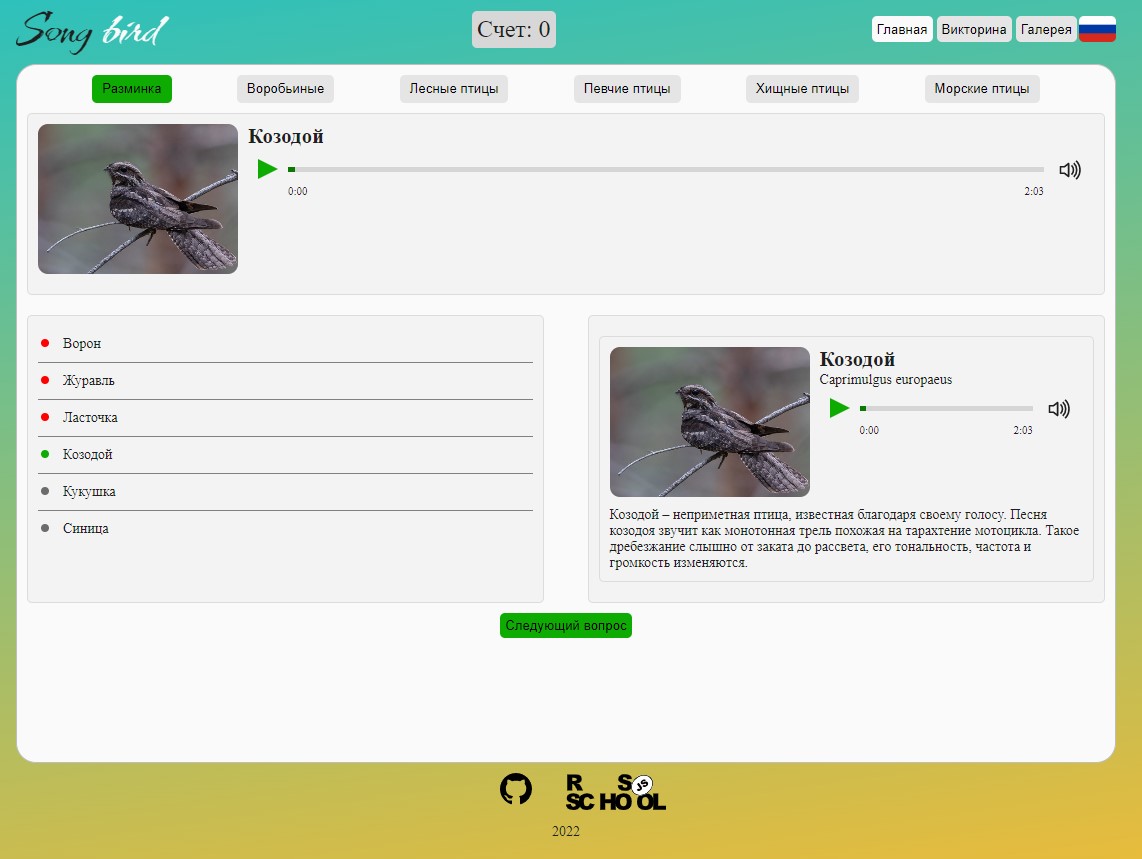 Song bird
Счет: 0
Главная
Викторина
Галерея
Разминка
Воробьиные
Лесные птицы
Певчие птицы
Хищные птицы
Морские птицы
Козодой
0:00
2:03
Ворон
Журавль
Ласточка
Козодой
Кукушка
Синица
Козодой
Caprimulgus europaeus
0:00
2:03
Козодой – неприметная птица, известная благодаря своему голосу. Песня
козодоя звучит как монотонная трель похожая на тарахтение мотоцикла. Такое
дребезжание слышно от заката до рассвета, его тональность, частота и
громкость изменяются.
Следующий вопрос
R S JS
SCHOOL
2022